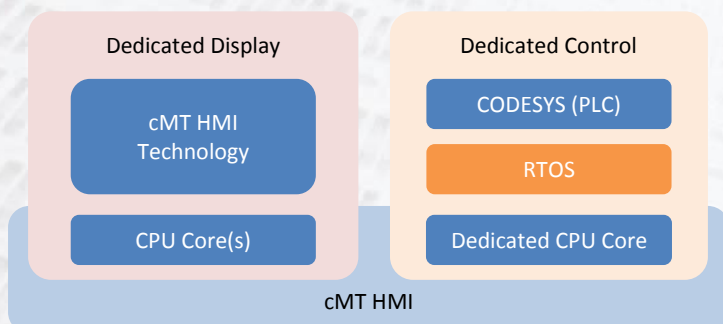 Dedicated Display
cMT HMI
Technology
CPU Core(s)
Dedicated Control
CODESYS (PLC)
RTOS
Dedicated CPU Core
cMT HMI